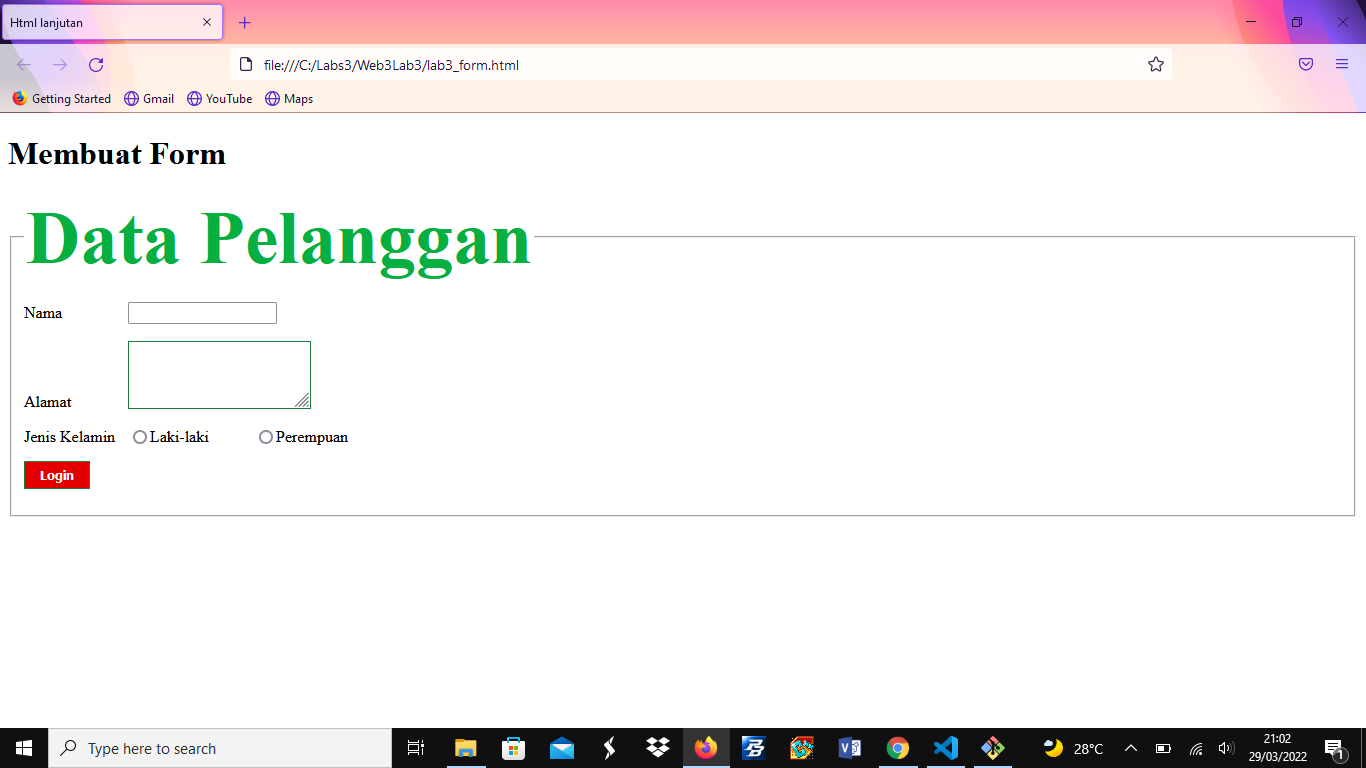 Html lanjutan
file:///C:/Labs3/Web3Lab3/lab3_form.html
Getting Started Gmail YouTube Maps
Membuat Form
Data Pelanggan
Nama
Alamat
Jenis Kelamin Laki-laki Perempuan
Login
Type here to search
28°C
21:02
29/03/2022
1